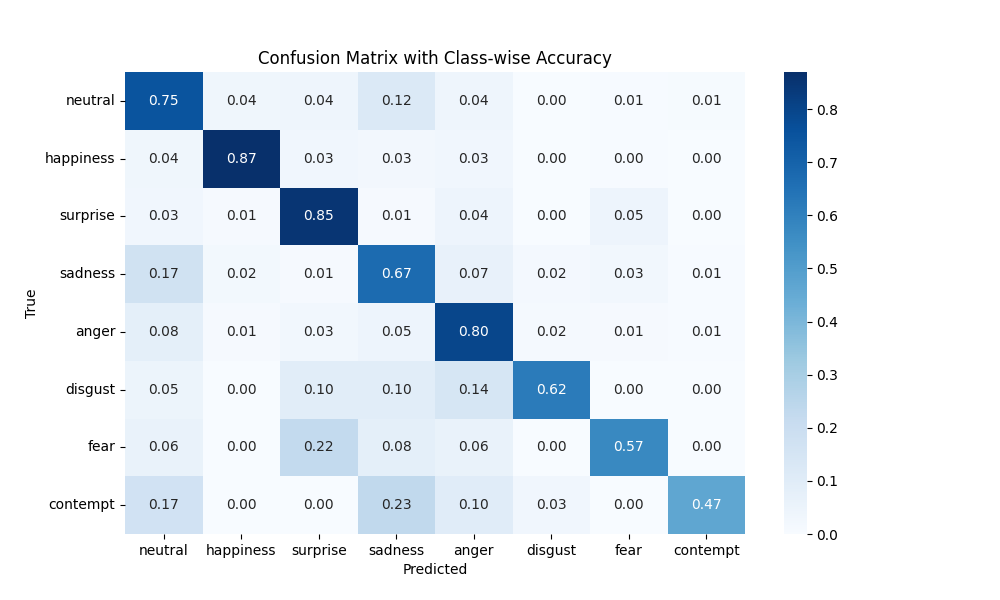 Confusion Matrix with Class-wise Accuracy
True
neutral 0.75 0.04 0.04 0.12 0.04 0.00 0.01 0.01
happiness 0.04 0.87 0.03 0.03 0.03 0.00 0.00 0.00
surprise 0.03 0.01 0.85 0.01 0.04 0.00 0.05 0.00
sadness 0.17 0.02 0.01 0.67 0.07 0.02 0.03 0.01
anger 0.08 0.01 0.03 0.05 0.80 0.02 0.01 0.01
disgust 0.05 0.00 0.10 0.10 0.14 0.62 0.00 0.00
fear 0.06 0.00 0.22 0.08 0.06 0.00 0.57 0.00
contempt 0.17 0.00 0.00 0.23 0.10 0.03 0.00 0.47
neutral happiness surprise sadness anger disgust fear contempt
Predicted
0.8
0.7
0.6
0.5
0.4
0.3
0.2
0.1
0.0